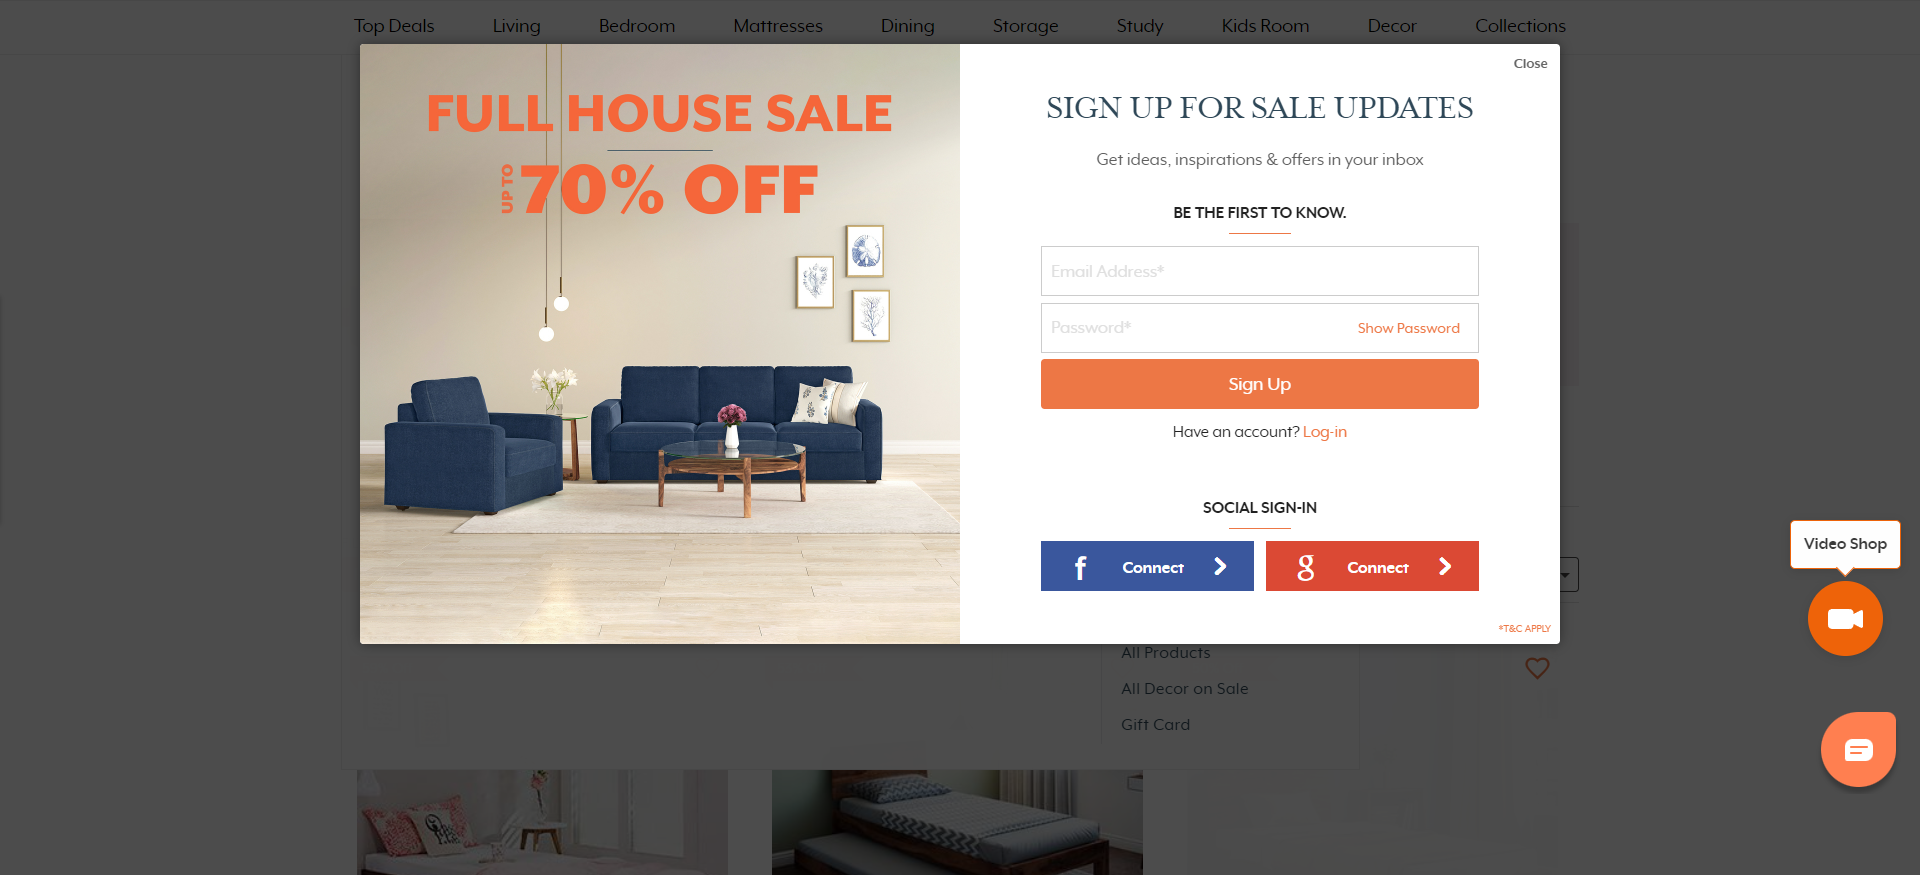 Top Deals Living Bedroom Mattresses Dining Storage Study Kids Room Decor Collections
Close
FULL HOUSE SALE
UP TO 70% OFF
SIGN UP FOR SALE UPDATES
Get ideas, inspirations & offers in your inbox
BE THE FIRST TO KNOW.
Email Address*
Password* Show Password
Sign Up
Have an account? Log-in
SOCIAL SIGN-IN
f Connect
g Connect
*T&C APPLY
Video Shop
All Products
All Decor on Sale
Gift Card